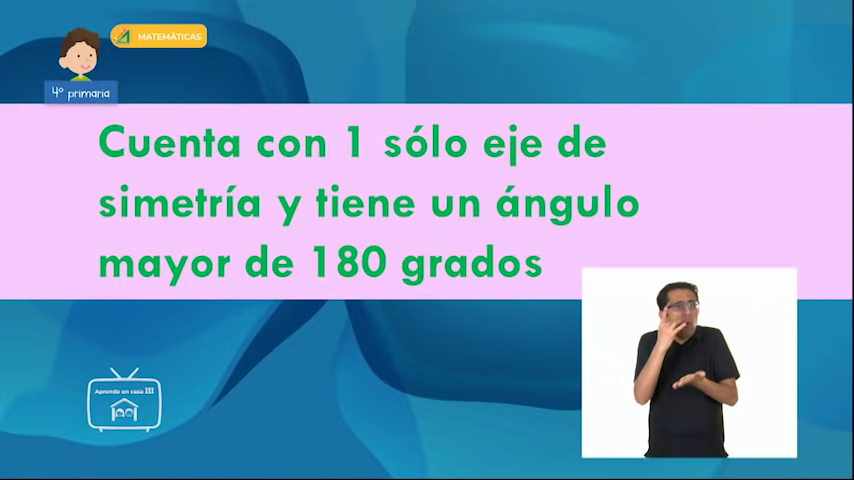 MATEMÁTICAS
4º primaria
Cuenta con 1 sólo eje de
simetría y tiene un ángulo
mayor de 180 grados
Aprende en casa III